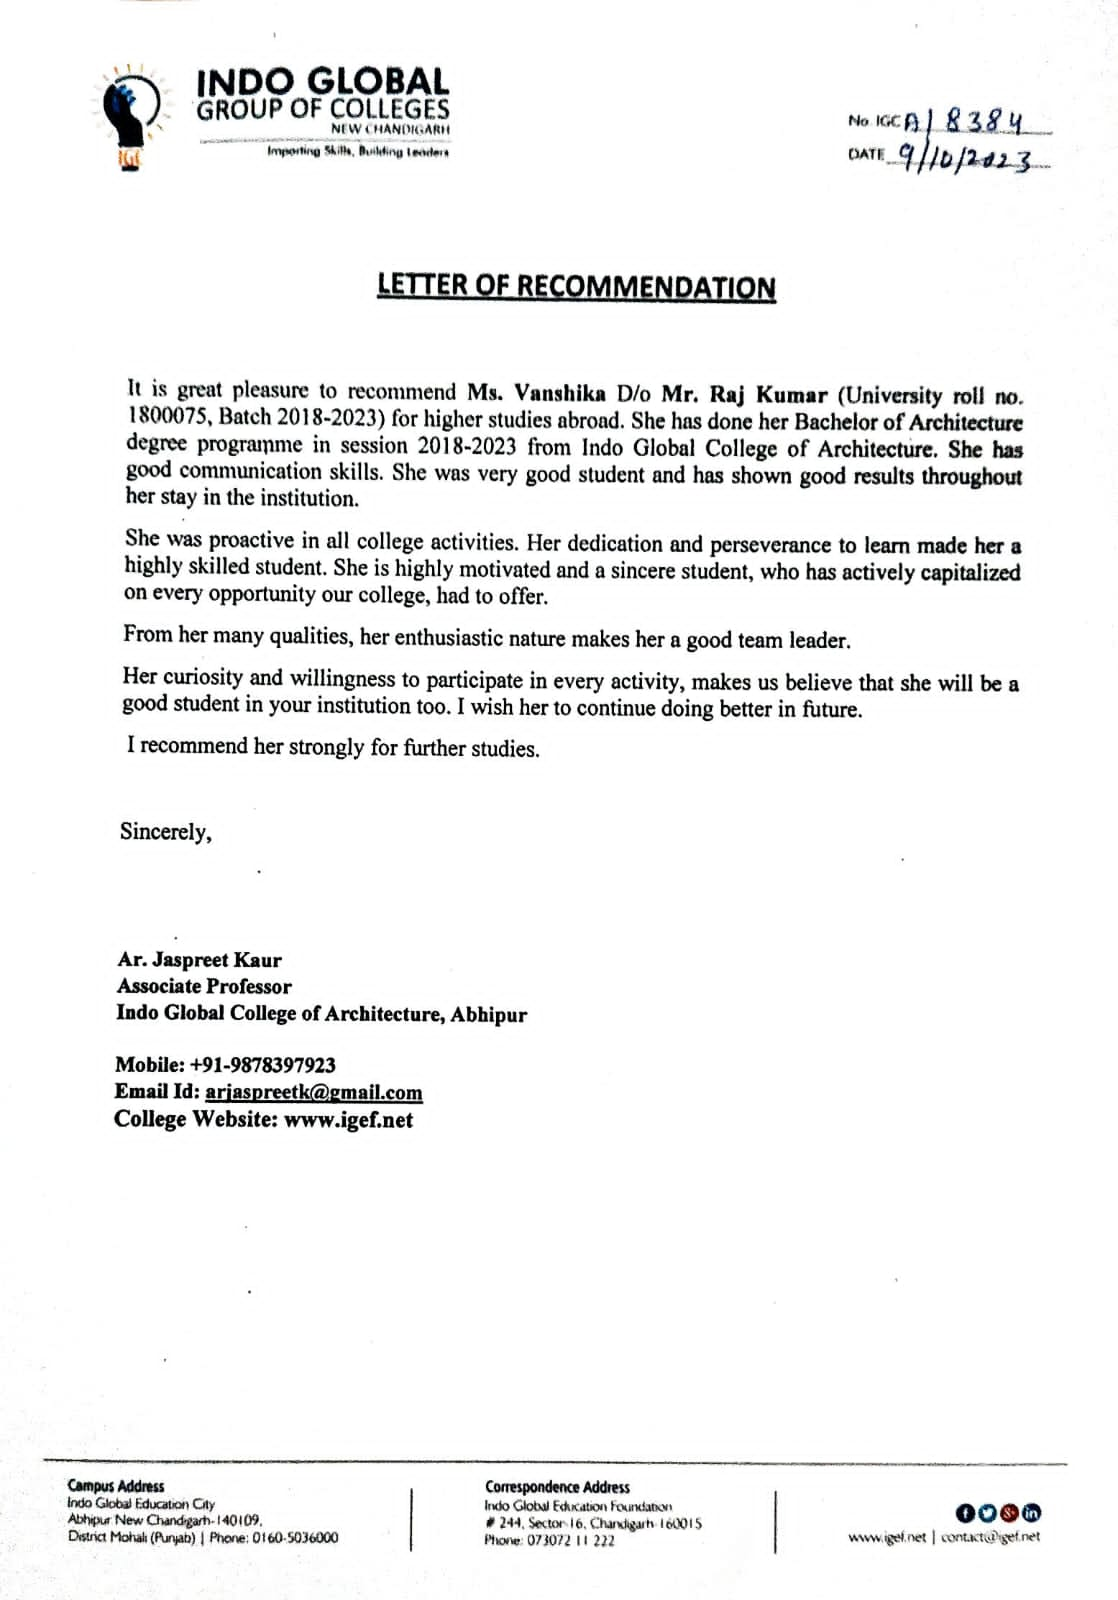 INDO GLOBAL
GROUP OF COLLEGES
NEW CHANDIGARH
Imparting Skills, Building Leaders
IGC
No. IGC A/8384
DATE 9/10/2023
LETTER OF RECOMMENDATION
It is great pleasure to recommend Ms. Vanshika D/o Mr. Raj Kumar (University roll no.
1800075, Batch 2018-2023) for higher studies abroad. She has done her Bachelor of Architecture
degree programme in session 2018-2023 from Indo Global College of Architecture. She has
good communication skills. She was very good student and has shown good results throughout
her stay in the institution.
She was proactive in all college activities. Her dedication and perseverance to learn made her a
highly skilled student. She is highly motivated and a sincere student, who has actively capitalized
on every opportunity our college, had to offer.
From her many qualities, her enthusiastic nature makes her a good team leader.
Her curiosity and willingness to participate in every activity, makes us believe that she will be a
good student in your institution too. I wish her to continue doing better in future.
I recommend her strongly for further studies.
Sincerely,
Ar. Jaspreet Kaur
Associate Professor
Indo Global College of Architecture, Abhipur
Mobile: +91-9878397923
Email Id: arjaspreetk@gmail.com
College Website: www.igef.net
Campus Address
Indo Global Education City
Abhipur New Chandigarh-140109,
District Mohali (Punjab) | Phone: 0160-5036000
Correspondence Address
Indo Global Education Foundation
# 244, Sector-16, Chandigarh-160015
Phone: 073072 11 222
www.igef.net | contact@igef.net